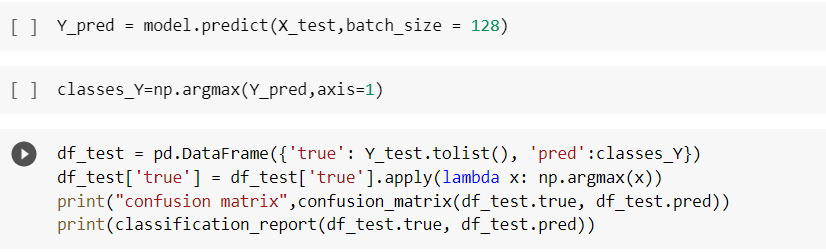 [ ] Y_pred = model.predict(X_test,batch_size = 128)
[ ] classes_Y=np.argmax(Y_pred,axis=1)
df_test = pd.DataFrame({'true': Y_test.tolist(), 'pred':classes_Y})
df_test['true'] = df_test['true'].apply(lambda x: np.argmax(x))
print("confusion matrix",confusion_matrix(df_test.true, df_test.pred))
print(classification_report(df_test.true, df_test.pred))